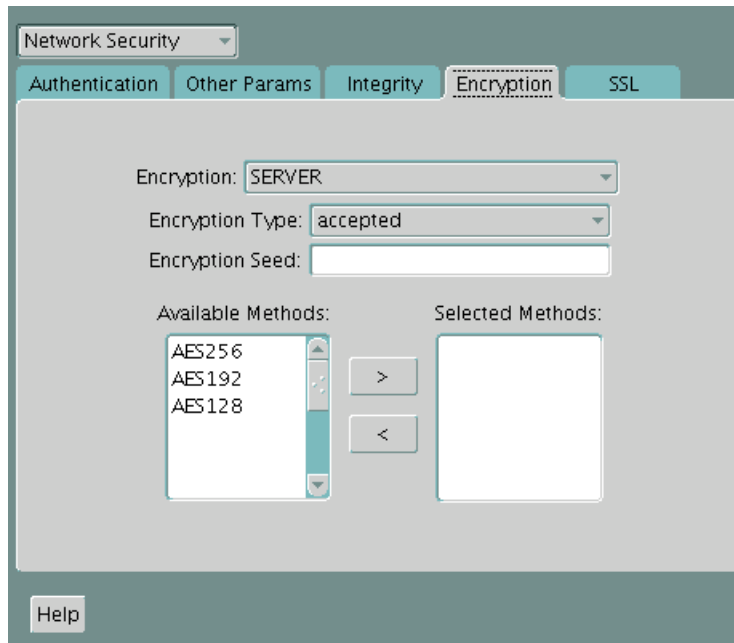 Network Security
Authentication Other Params Integrity Encryption SSL
Encryption: SERVER
Encryption Type: accepted
Encryption Seed:
Available Methods: Selected Methods:
AES256
AES192
AES128
>
<
Help